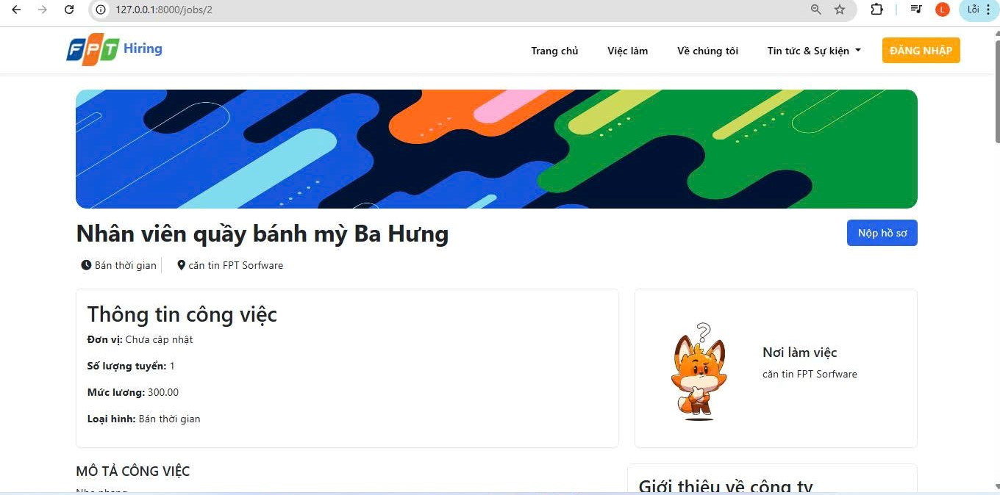 127.0.0.1:8000/jobs/2
L
Lỗi
FPT Hiring
Trang chủ
Việc làm
Về chúng tôi
Tin tức & Sự kiện
ĐĂNG NHẬP
Nhân viên quầy bánh mỳ Ba Hưng
Nộp hồ sơ
Bán thời gian
căn tin FPT Sorfware
Thông tin công việc
Đơn vị: Chưa cập nhật
Số lượng tuyển: 1
Mức lương: 300.00
Loại hình: Bán thời gian
?
Nơi làm việc
căn tin FPT Sorfware
MÔ TẢ CÔNG VIỆC
Giới thiệu về công ty